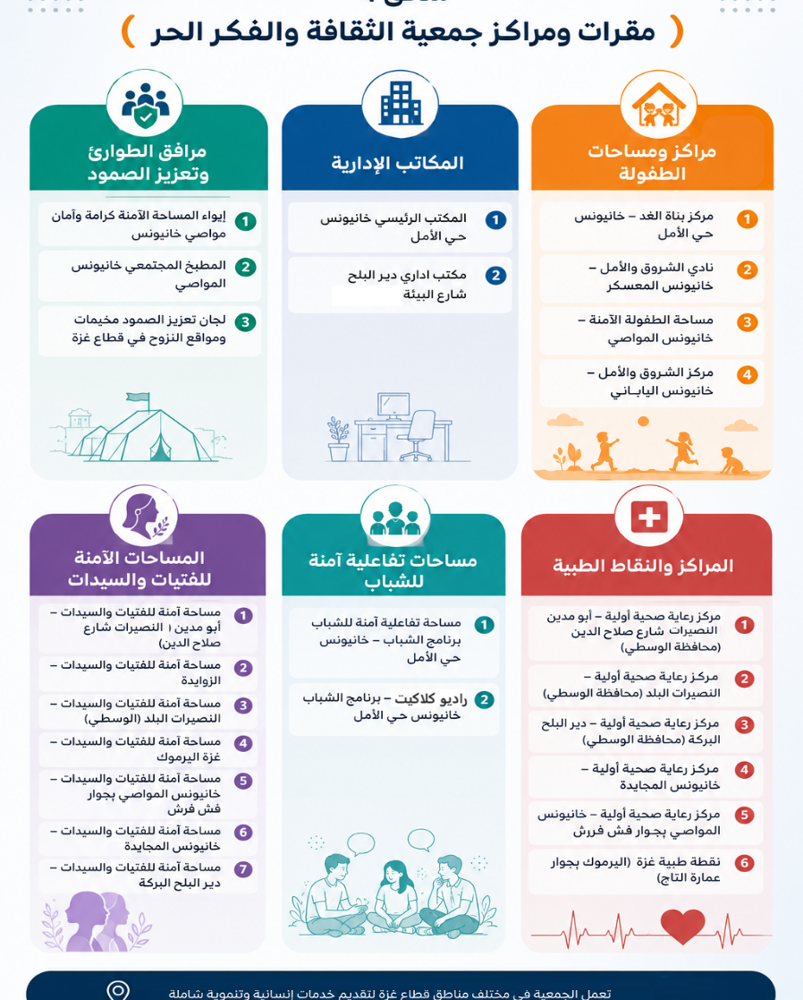 مقرات ومراكز جمعية الثقافة والفكر الحر
مراكز ومساحات
الطفولة
1
مركز بناة الغد – خانيونس
حي الأمل
2
نادي الشروق والأمل –
خانيونس المعسكر
3
مساحة الطفولة الآمنة –
خانيونس المواصي
4
مركز الشروق والأمل –
خانيونس الياباني
المكاتب الإدارية
1
المكتب الرئيسي خانيونس
حي الأمل
2
مكتب اداري دير البلح
شارع البيئة
مرافق الطوارئ
وتعزيز الصمود
1
إيواء المساحة الآمنة كرامة وأمان
مواصي خانيونس
2
المطبخ المجتمعي خانيونس
المواصي
3
لجان تعزيز الصمود مخيمات
ومواقع النزوح في قطاع غزة
المراكز والنقاط الطبية
1
مركز رعاية صحية أولية – أبو مدين
النصيرات شارع صلاح الدين
(محافظة الوسطي)
2
مركز رعاية صحية أولية –
النصيرات البلد (محافظة الوسطي)
3
مركز رعاية صحية أولية – دير البلح
البركة (محافظة الوسطي)
4
مركز رعاية صحية أولية –
خانيونس المجايدة
5
مركز رعاية صحية أولية – خانيونس
المواصي بجوار فش فررش
6
نقطة طبية غزة (اليرموك بجوار
عمارة التاج)
مساحات تفاعلية آمنة
للشباب
1
مساحة تفاعلية آمنة للشباب
برنامج الشباب – خانيونس
حي الأمل
2
راديو كلاكيت – برنامج الشباب
خانيونس حي الأمل
المساحات الآمنة
للفتيات والسيدات
1
مساحة آمنة للفتيات والسيدات –
أبو مدين ( النصيرات شارع
صلاح الدين)
2
مساحة آمنة للفتيات والسيدات –
الزوايدة
3
مساحة آمنة للفتيات والسيدات –
النصيرات البلد (الوسطي)
4
مساحة آمنة للفتيات والسيدات –
غزة اليرموك
5
مساحة آمنة للفتيات والسيدات –
خانيونس المواصي بجوار
فش فرش
6
مساحة آمنة للفتيات والسيدات –
خانيونس المجايدة
7
مساحة آمنة للفتيات والسيدات –
دير البلح البركة
تعمل الجمعية في مختلف مناطق قطاع غزة لتقديم خدمات إنسانية وتنموية شاملة